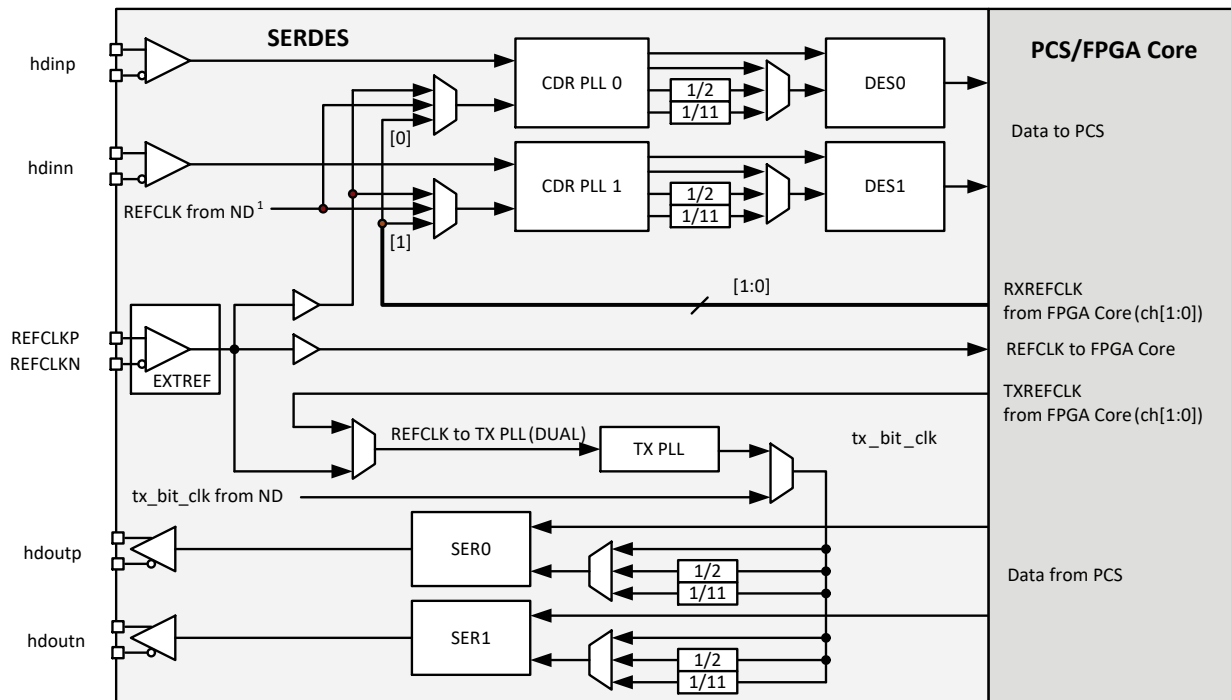 SERDES
PCS/FPGA Core
hdinp
CDR PLL 0
1/2
1/11
DES0
[0]
Data to PCS
hdinn
CDR PLL 1
1/2
1/11
DES1
REFCLK from ND1
[1]
[1:0]
RXREFCLK
from FPGA Core (ch[1:0])
REFCLKP
REFCLKN
EXTREF
REFCLK to FPGA Core
TXREFCLK
from FPGA Core (ch[1:0])
REFCLK to TX PLL (DUAL)
TX PLL
tx_bit_clk
tx_bit_clk from ND
hdoutp
SER0
1/2
1/11
Data from PCS
hdoutn
SER1
1/2
1/11